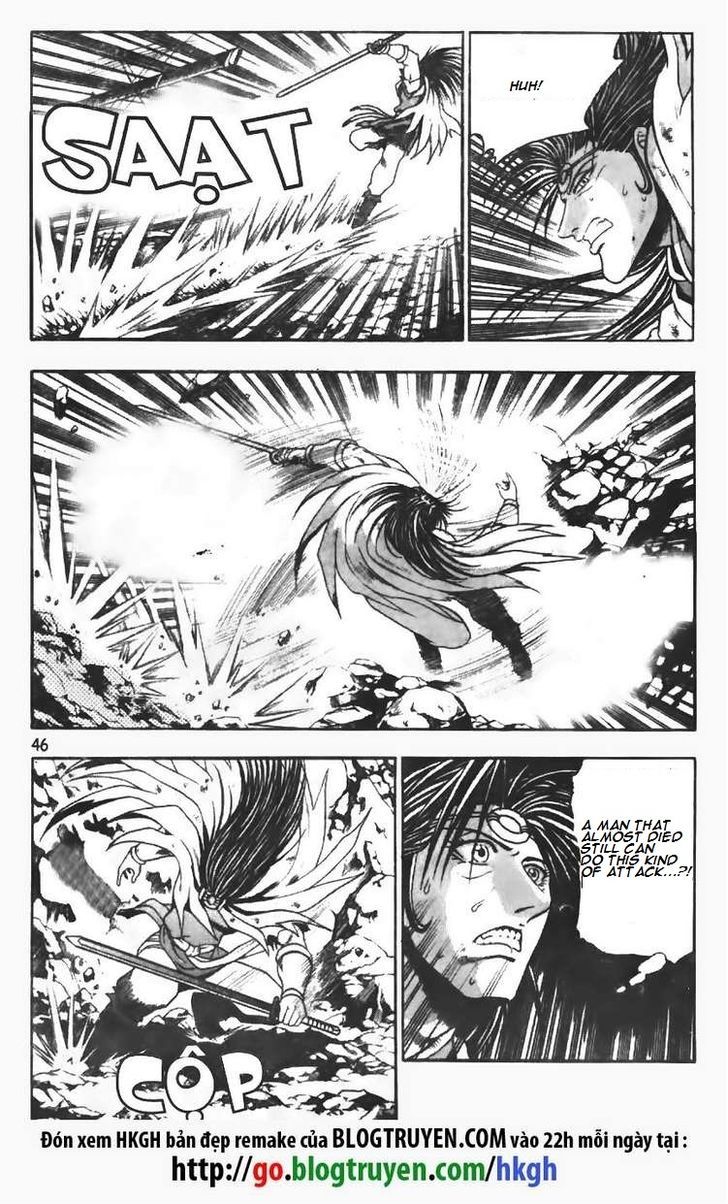 SAẠT
HUH!
46
A MAN THAT
ALMOST DIED
STILL CAN
DO THIS KIND
OF ATTACK...?!
CỘP
Đón xem HKGH bản đẹp remake của BLOGTRUYEN.COM vào 22h mỗi ngày tại :
http://go.blogtruyen.com/hkgh